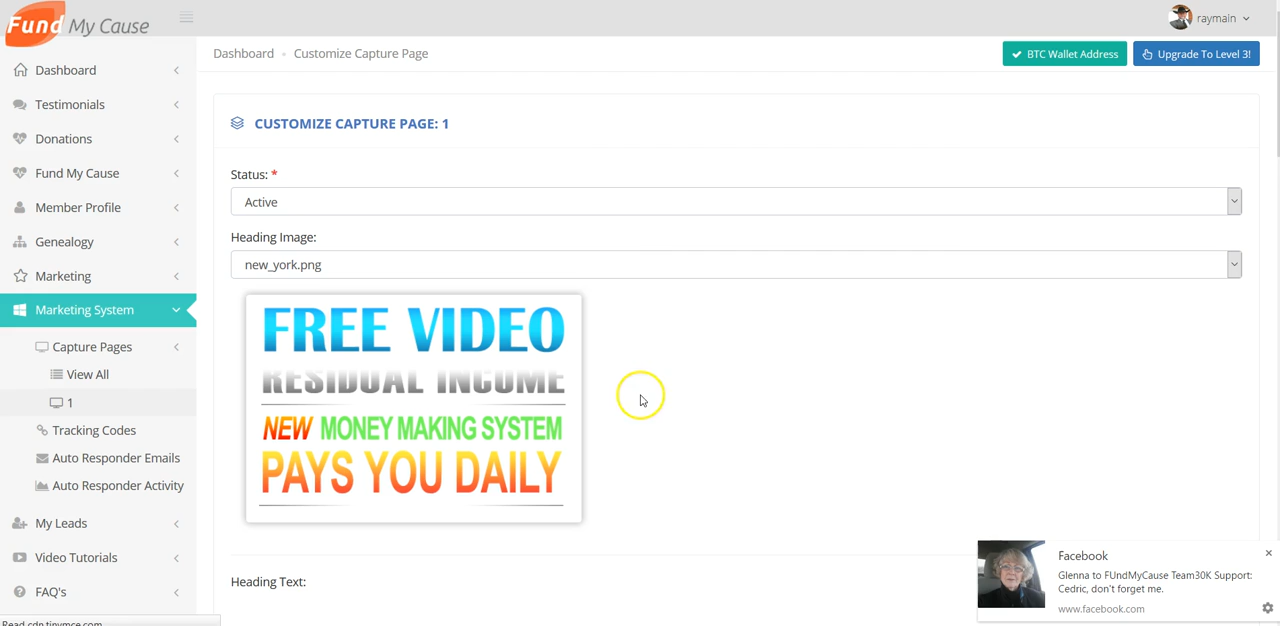 Fund My Cause
raymain
Dashboard
Testimonials
Donations
Fund My Cause
Member Profile
Genealogy
Marketing
Marketing System
Capture Pages
View All
1
Tracking Codes
Auto Responder Emails
Auto Responder Activity
My Leads
Video Tutorials
FAQ's
Read cdn.tinymce.com
Dashboard Customize Capture Page
BTC Wallet Address
Upgrade To Level 3!
CUSTOMIZE CAPTURE PAGE: 1
Status: *
Active
Heading Image:
new_york.png
FREE VIDEO
RESIDUAL INCOME
NEW MONEY MAKING SYSTEM
PAYS YOU DAILY
Heading Text:
Facebook
Glenna to FUndMyCause Team30K Support:
Cedric, don't forget me.
www.facebook.com